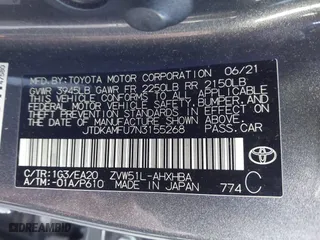 MFD BY: TOYOTA MOTOR CORPORATION 06/21
GVWR 3945LB GAWR FR 2250LB RR 2150LB
THIS VEHICLE CONFORMS TO ALL APPLICABLE
FEDERAL MOTOR VEHICLE SAFETY, BUMPER, AND
THEFT PREVENTION STANDARDS IN EFFECT ON THE DATE
OF MANUFACTURE SHOWN ABOVE.
JTDKAMFU7N3155268 PASS.CAR
C/TR:1G3/EA20 ZVW51L-AHXHBA
A/TM:-01A/P610 MADE IN JAPAN 774 C
TOYOTA